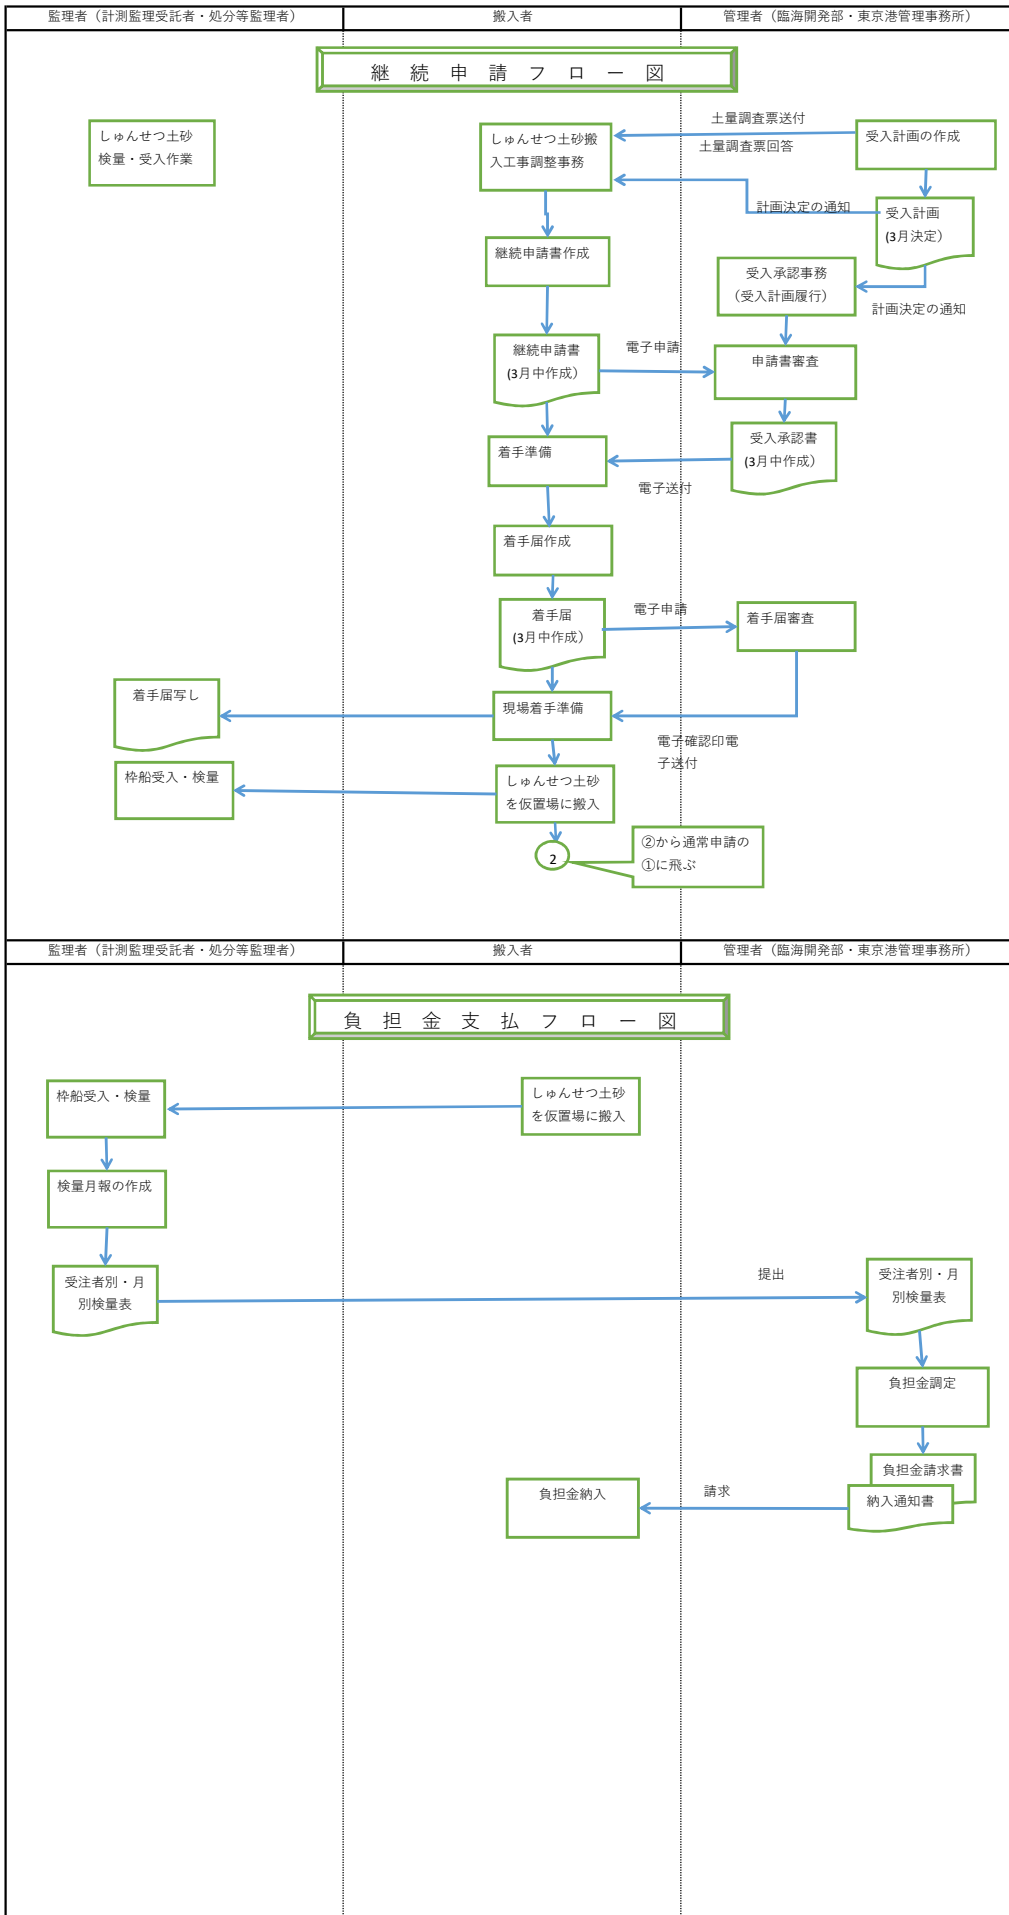 監理者（計測監理受託者・処分等監理者）
搬入者
管理者（臨海開発部・東京港管理事務所）
継続申請フロー図
しゅんせつ土砂
検量・受入作業
しゅんせつ土砂搬
入工事調整事務
土量調査票送付
土量調査票回答
受入計画の作成
計画決定の通知
受入計画
(3月決定）
継続申請書作成
受入承認事務
（受入計画履行）
計画決定の通知
継続申請書
(3月中作成）
電子申請
申請書審査
着手準備
受入承認書
(3月中作成）
電子送付
着手届作成
着手届
(3月中作成）
電子申請
着手届審査
着手届写し
現場着手準備
電子確認印電
子送付
枠船受入・検量
しゅんせつ土砂
を仮置場に搬入
2
②から通常申請の
①に飛ぶ
監理者（計測監理受託者・処分等監理者）
搬入者
管理者（臨海開発部・東京港管理事務所）
負担金支払フロー図
枠船受入・検量
しゅんせつ土砂
を仮置場に搬入
検量月報の作成
受注者別・月
別検量表
提出
受注者別・月
別検量表
負担金調定
負担金請求書
納入通知書
請求
負担金納入